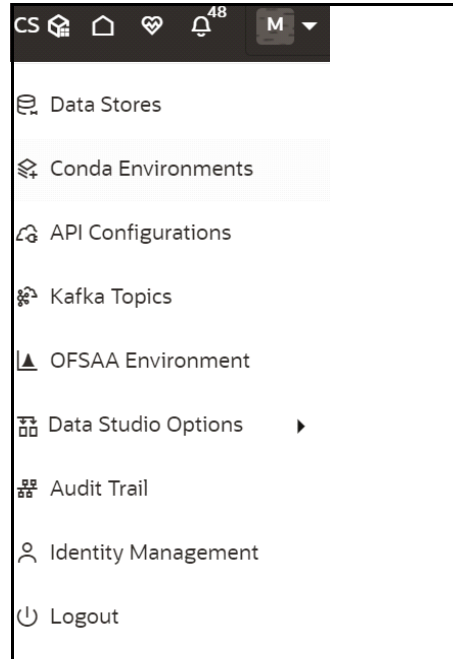 CS 48 M
Data Stores
Conda Environments
API Configurations
Kafka Topics
OFSAA Environment
Data Studio Options
Audit Trail
Identity Management
Logout